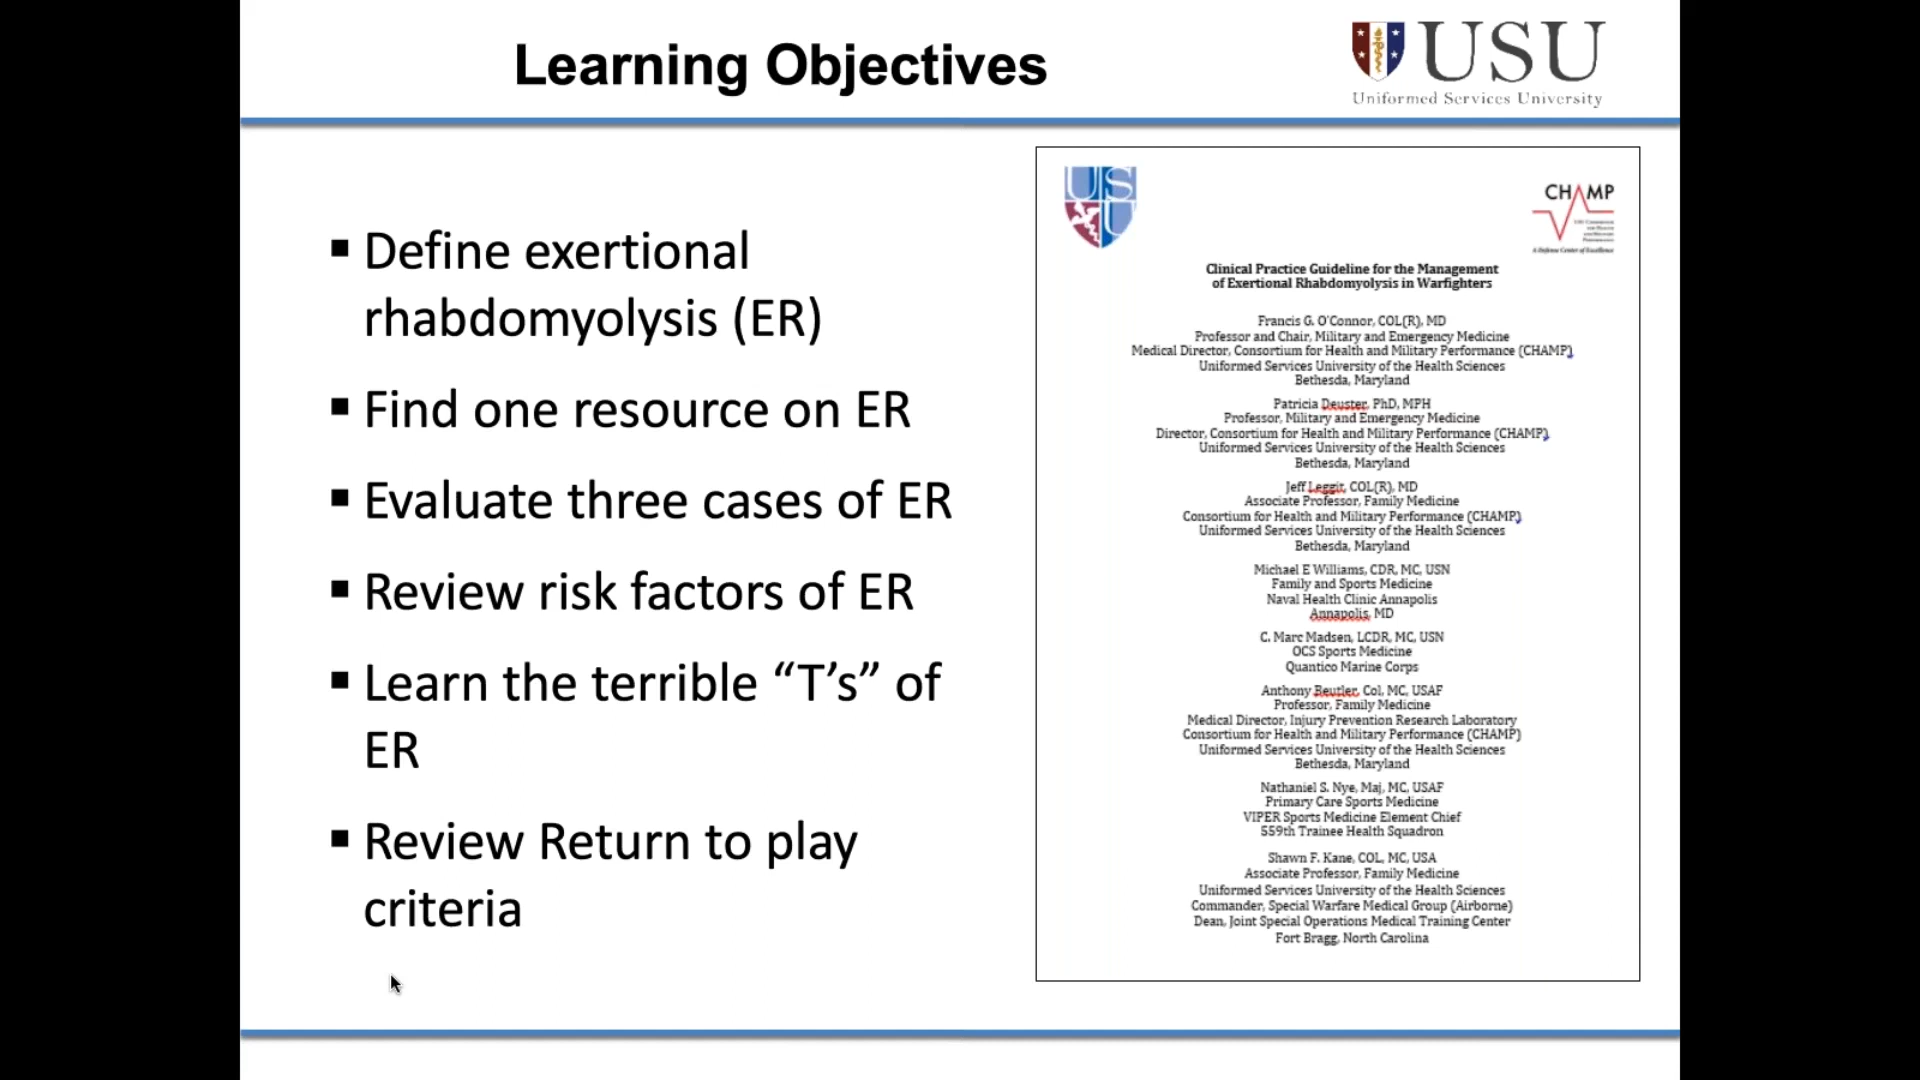 Learning Objectives
USU
Uniformed Services University
▪ Define exertional
rhabdomyolysis (ER)
▪ Find one resource on ER
▪ Evaluate three cases of ER
▪ Review risk factors of ER
▪ Learn the terrible “T’s” of
ER
▪ Review Return to play
criteria
USU
CHAMP
A Defense Center of Excellence
Clinical Practice Guideline for the Management
of Exertional Rhabdomyolysis in Warfighters
Francis G. O'Connor, COL(R), MD
Professor and Chair, Military and Emergency Medicine
Medical Director, Consortium for Health and Military Performance (CHAMP)
Uniformed Services University of the Health Sciences
Bethesda, Maryland
Patricia Deuster, PhD, MPH
Professor, Military and Emergency Medicine
Director, Consortium for Health and Military Performance (CHAMP)
Uniformed Services University of the Health Sciences
Bethesda, Maryland
Jeff Leggit, COL(R), MD
Associate Professor, Family Medicine
Consortium for Health and Military Performance (CHAMP)
Uniformed Services University of the Health Sciences
Bethesda, Maryland
Michael E Williams, CDR, MC, USN
Family and Sports Medicine
Naval Health Clinic Annapolis
Annapolis, MD
C. Marc Madsen, LCDR, MC, USN
OCS Sports Medicine
Quantico Marine Corps
Anthony Beutler, Col, MC, USAF
Professor, Family Medicine
Medical Director, Injury Prevention Research Laboratory
Consortium for Health and Military Performance (CHAMP)
Uniformed Services University of the Health Sciences
Bethesda, Maryland
Nathaniel S. Nye, Maj, MC, USAF
Primary Care Sports Medicine
VIPER Sports Medicine Element Chief
559th Trainee Health Squadron
Shawn F. Kane, COL, MC, USA
Associate Professor, Family Medicine
Uniformed Services University of the Health Sciences
Commander, Special Warfare Medical Group (Airborne)
Dean, Joint Special Operations Medical Training Center
Fort Bragg, North Carolina